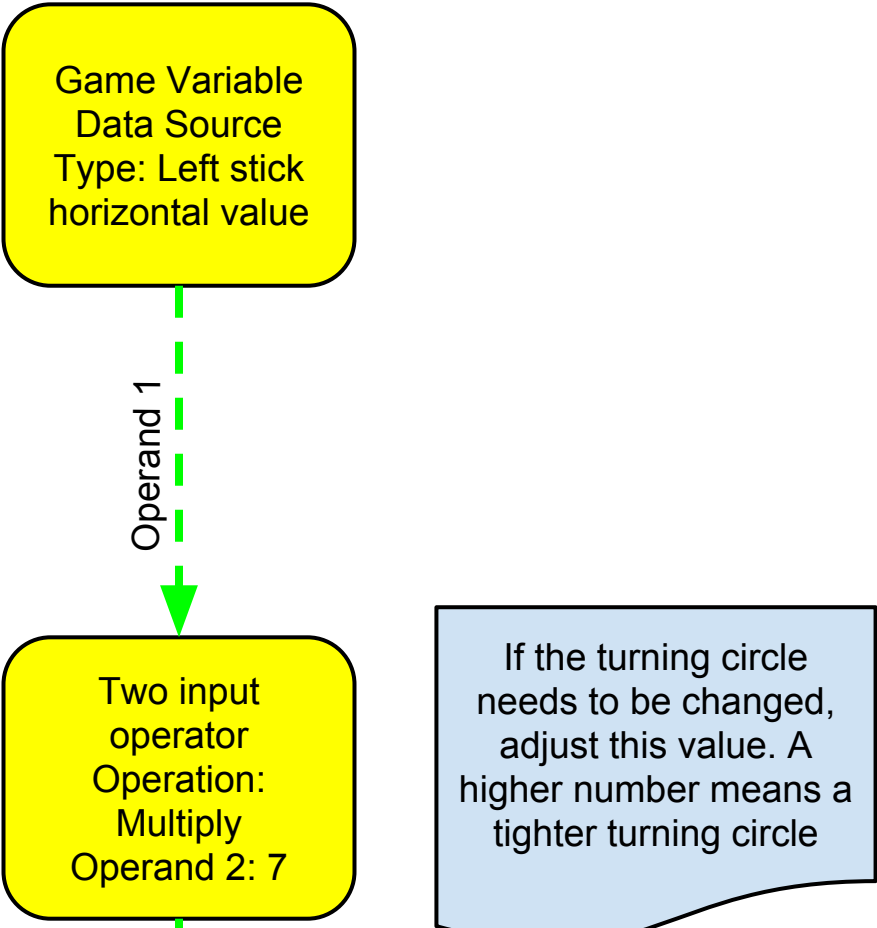 Game Variable
Data Source
Type: Left stick
horizontal value
Operand 1
Two input
operator
Operation:
Multiply
Operand 2: 7
If the turning circle
needs to be changed,
adjust this value. A
higher number means a
tighter turning circle